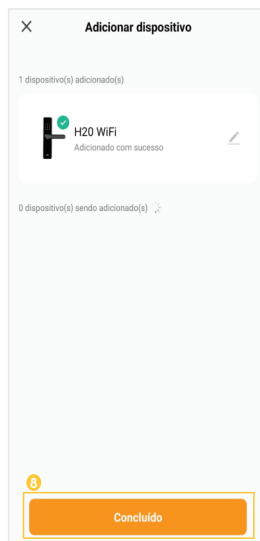 Adicionar dispositivo
1 dispositivo(s) adicionado(s)
H20 WiFi
Adicionado com sucesso
0 dispositivo(s) sendo adicionado(s)
8
Concluído